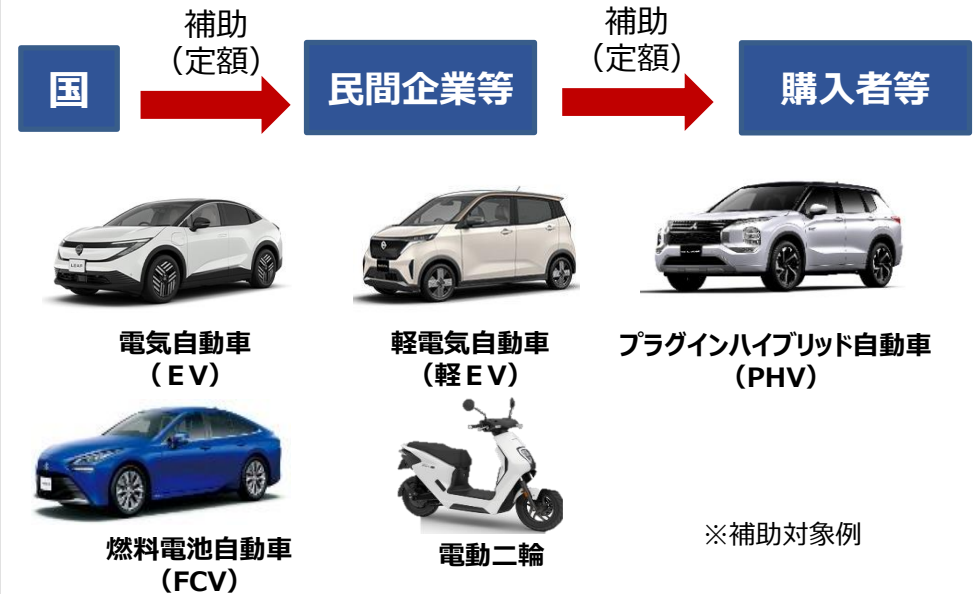 補助
（定額）
補助
（定額）
国
民間企業等
購入者等
電気自動車
（ＥＶ）
軽電気自動車
（軽ＥＶ）
プラグインハイブリッド自動車
（PHV）
燃料電池自動車
（FCV）
電動二輪
※補助対象例
LEAF